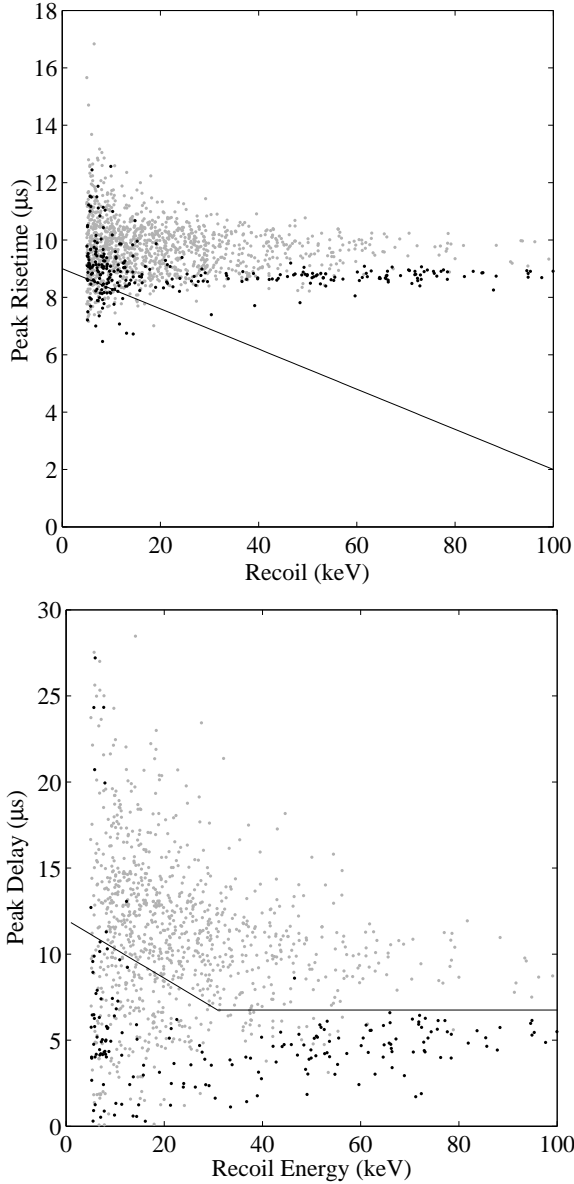 18
16
14
12
10
8
6
4
2
0
Peak Risetime (μs)
0 20 40 60 80 100
Recoil (keV)
30
25
20
15
10
5
0
Peak Delay (μs)
0 20 40 60 80 100
Recoil Energy (keV)